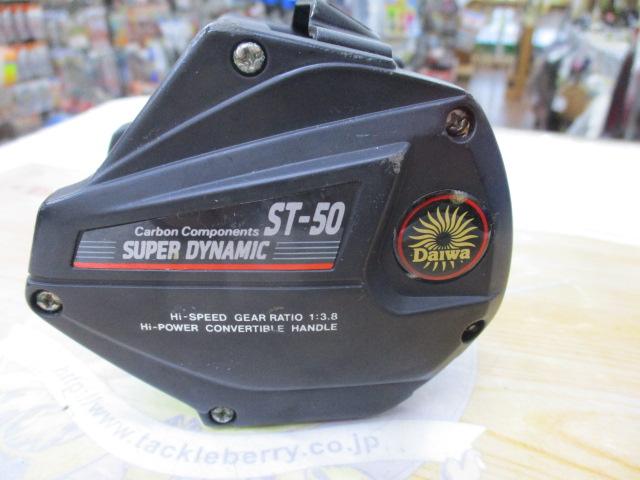 Carbon Components ST-50
SUPER DYNAMIC
Daiwa
Hi-SPEED GEAR RATIO 1:3.8
Hi-POWER CONVERTIBLE HANDLE
http://www.tackleberry.co.jp